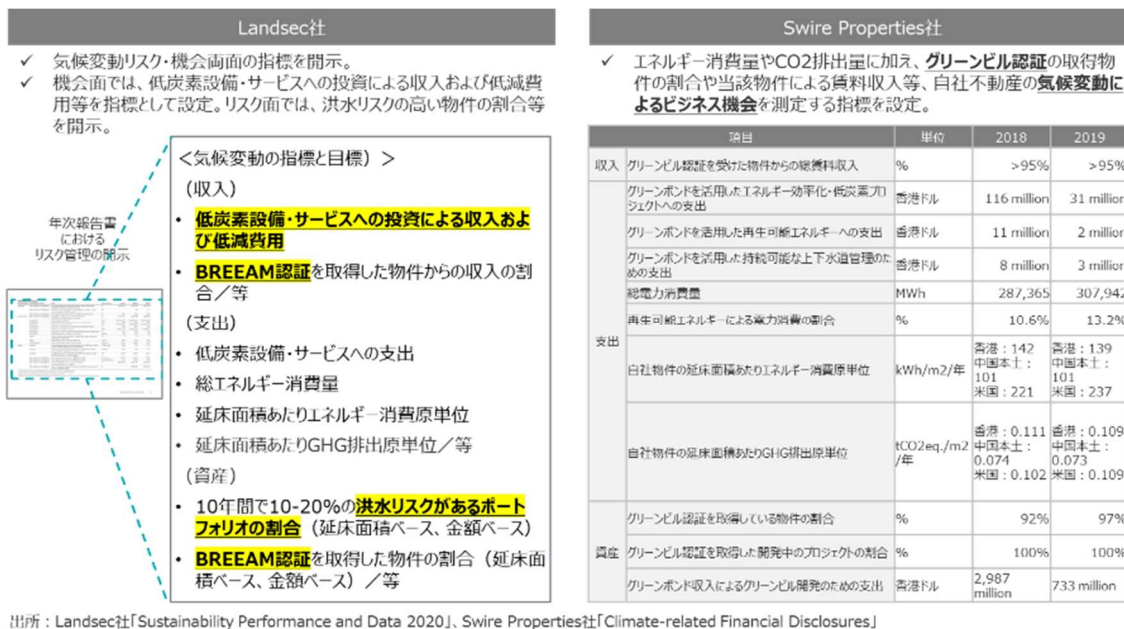 Landsec社
✓ 気候変動リスク・機会両面の指標を開示。
✓ 機会面では、低炭素設備・サービスへの投資による収入および低減費
用等を指標として設定。リスク面では、洪水リスクの高い物件の割合等
を開示。
年次報告書
における
リスク管理の開示
＜気候変動の指標と目標）＞
（収入）
• 低炭素設備・サービスへの投資による収入およ
び低減費用
• BREEAM認証を取得した物件からの収入の割
合／等
（支出）
• 低炭素設備・サービスへの支出
• 総エネルギー消費量
• 延床面積あたりエネルギー消費原単位
• 延床面積あたりGHG排出原単位／等
（資産）
• 10年間で10-20%の洪水リスクがあるポート
フォリオの割合（延床面積ベース、金額ベース）
• BREEAM認証を取得した物件の割合（延床面
積ベース、金額ベース）／等
Swire Properties社
✓ エネルギー消費量やCO2排出量に加え、グリーンビル認証の取得物
件の割合や当該物件による賃料収入等、自社不動産の気候変動に
よるビジネス機会を測定する指標を設定。
項目 単位 2018 2019
収入 グリーンビル認証を受けた物件からの総賃料収入 % >95% >95%
支出
グリーンボンドを活用したエネルギー効率化・低炭素プロ
ジェクトへの支出 香港ドル 116 million 31 million
グリーンボンドを活用した再生可能エネルギーへの支出 香港ドル 11 million 2 million
グリーンボンドを活用した持続可能な上下水道管理のた
めの支出 香港ドル 8 million 3 million
総電力消費量 MWh 287,365 307,942
再生可能エネルギーによる電力消費の割合 % 10.6% 13.2%
自社物件の延床面積あたりエネルギー消費原単位 kWh/m2/年
香港：142 香港：139
中国本土： 中国本土：
101 101
米国：221 米国：237
自社物件の延床面積あたりGHG排出原単位 tCO2eq./m2
/年
香港：0.111 香港：0.109
中国本土： 中国本土：
0.074 0.073
米国：0.102 米国：0.109
資産
グリーンビル認証を取得している物件の割合 % 92% 97%
グリーンビル認証を取得した開発中のプロジェクトの割合 % 100% 100%
グリーンボンド収入によるグリーンビル開発のための支出 香港ドル 2,987
million 733 million
出所：Landsec社「Sustainability Performance and Data 2020」、Swire Properties社「Climate-related Financial Disclosures」